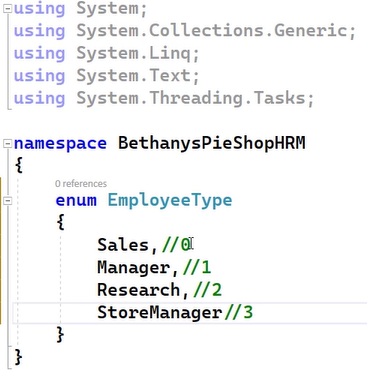 using System;
using System.Collections.Generic;
using System.Linq;
using System.Text;
using System.Threading.Tasks;
namespace BethanysPieShopHRM
{
0 references
enum EmployeeType
{
Sales,//0
Manager,//1
Research,//2
StoreManager//3
}
}